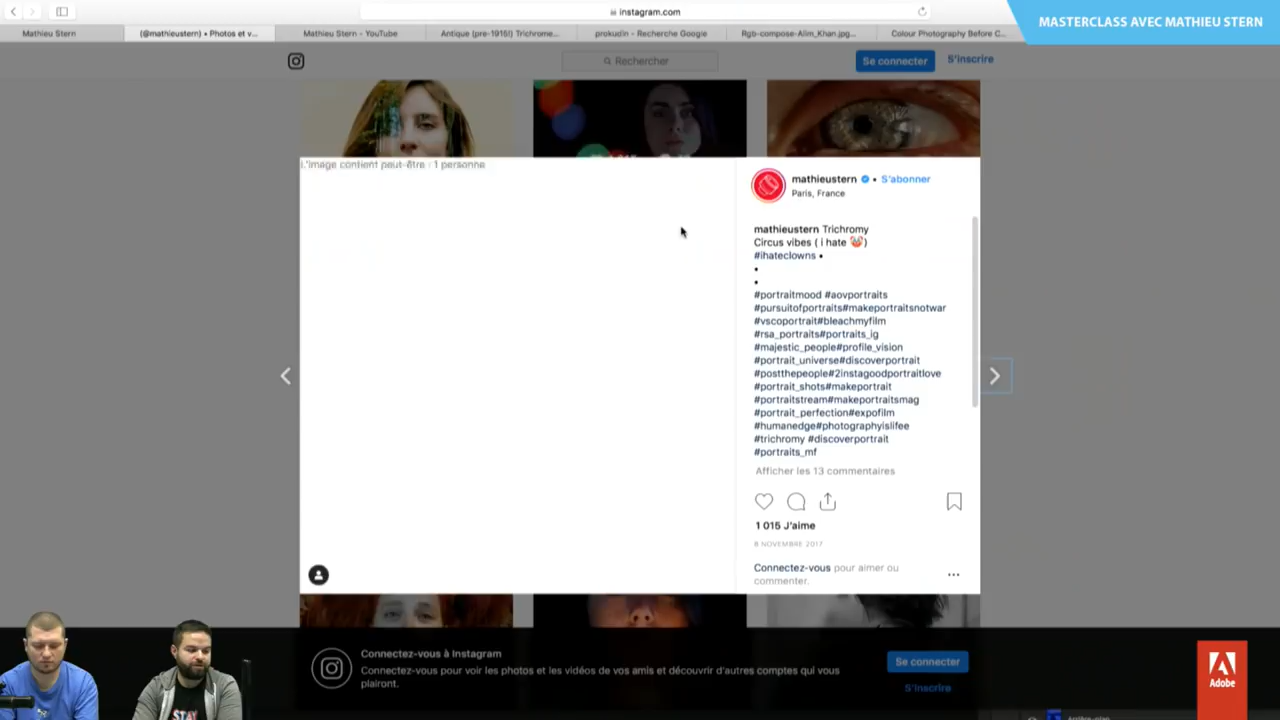 instagram.com
MASTERCLASS AVEC MATHIEU STERN
Mathieu Stern
(@mathieustern) • Photos et v...
Mathieu Stern - YouTube
Antique (pre-1916!) Trichrome...
prokudin - Recherche Google
Rgb-compose-Alim_Khan.jpg...
Colour Photography Before C...
Rechercher
Se connecter
S'inscrire
L'image contient peut-être : 1 personne
mathieustern • S'abonner
Paris, France
mathieustern Trichromy
Circus vibes ( i hate 🤡)
#ihateclowns •
•
•
#portraitmood #aovportraits
#pursuitofportraits#makeportraitsnotwar
#vscoportrait#bleachmyfilm
#rsa_portraits#portraits_ig
#majestic_people#profile_vision
#portrait_universe#discoverportrait
#postthepeople#2instagoodportraitlove
#portrait_shots#makeportrait
#portraitstream#makeportraitsmag
#portrait_perfection#expofilm
#humanedge#photographyislifee
#trichromy #discoverportrait
#portraits_mf
Afficher les 13 commentaires
1 015 J'aime
8 NOVEMBRE 2017
Connectez-vous pour aimer ou
commenter.
Connectez-vous à Instagram
Connectez-vous pour voir les photos et les vidéos de vos amis et découvrir d'autres comptes qui vous
plairont.
Se connecter
S'inscrire
STAY
Adobe